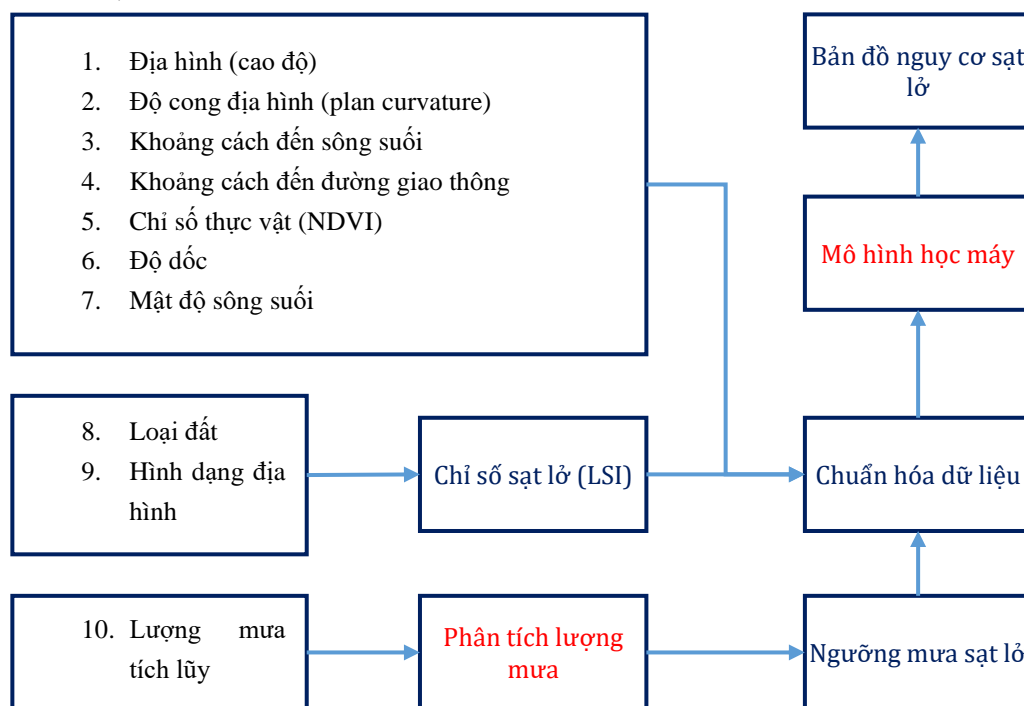 1. Địa hình (cao độ)
2. Độ cong địa hình (plan curvature)
3. Khoảng cách đến sông suối
4. Khoảng cách đến đường giao thông
5. Chỉ số thực vật (NDVI)
6. Độ dốc
7. Mật độ sông suối
Bản đồ nguy cơ sạt
lở
Mô hình học máy
8. Loại đất
9. Hình dạng địa
hình
Chỉ số sạt lở (LSI)
Chuẩn hóa dữ liệu
10. Lượng mưa
tích lũy
Phân tích lượng
mưa
Ngưỡng mưa sạt lở